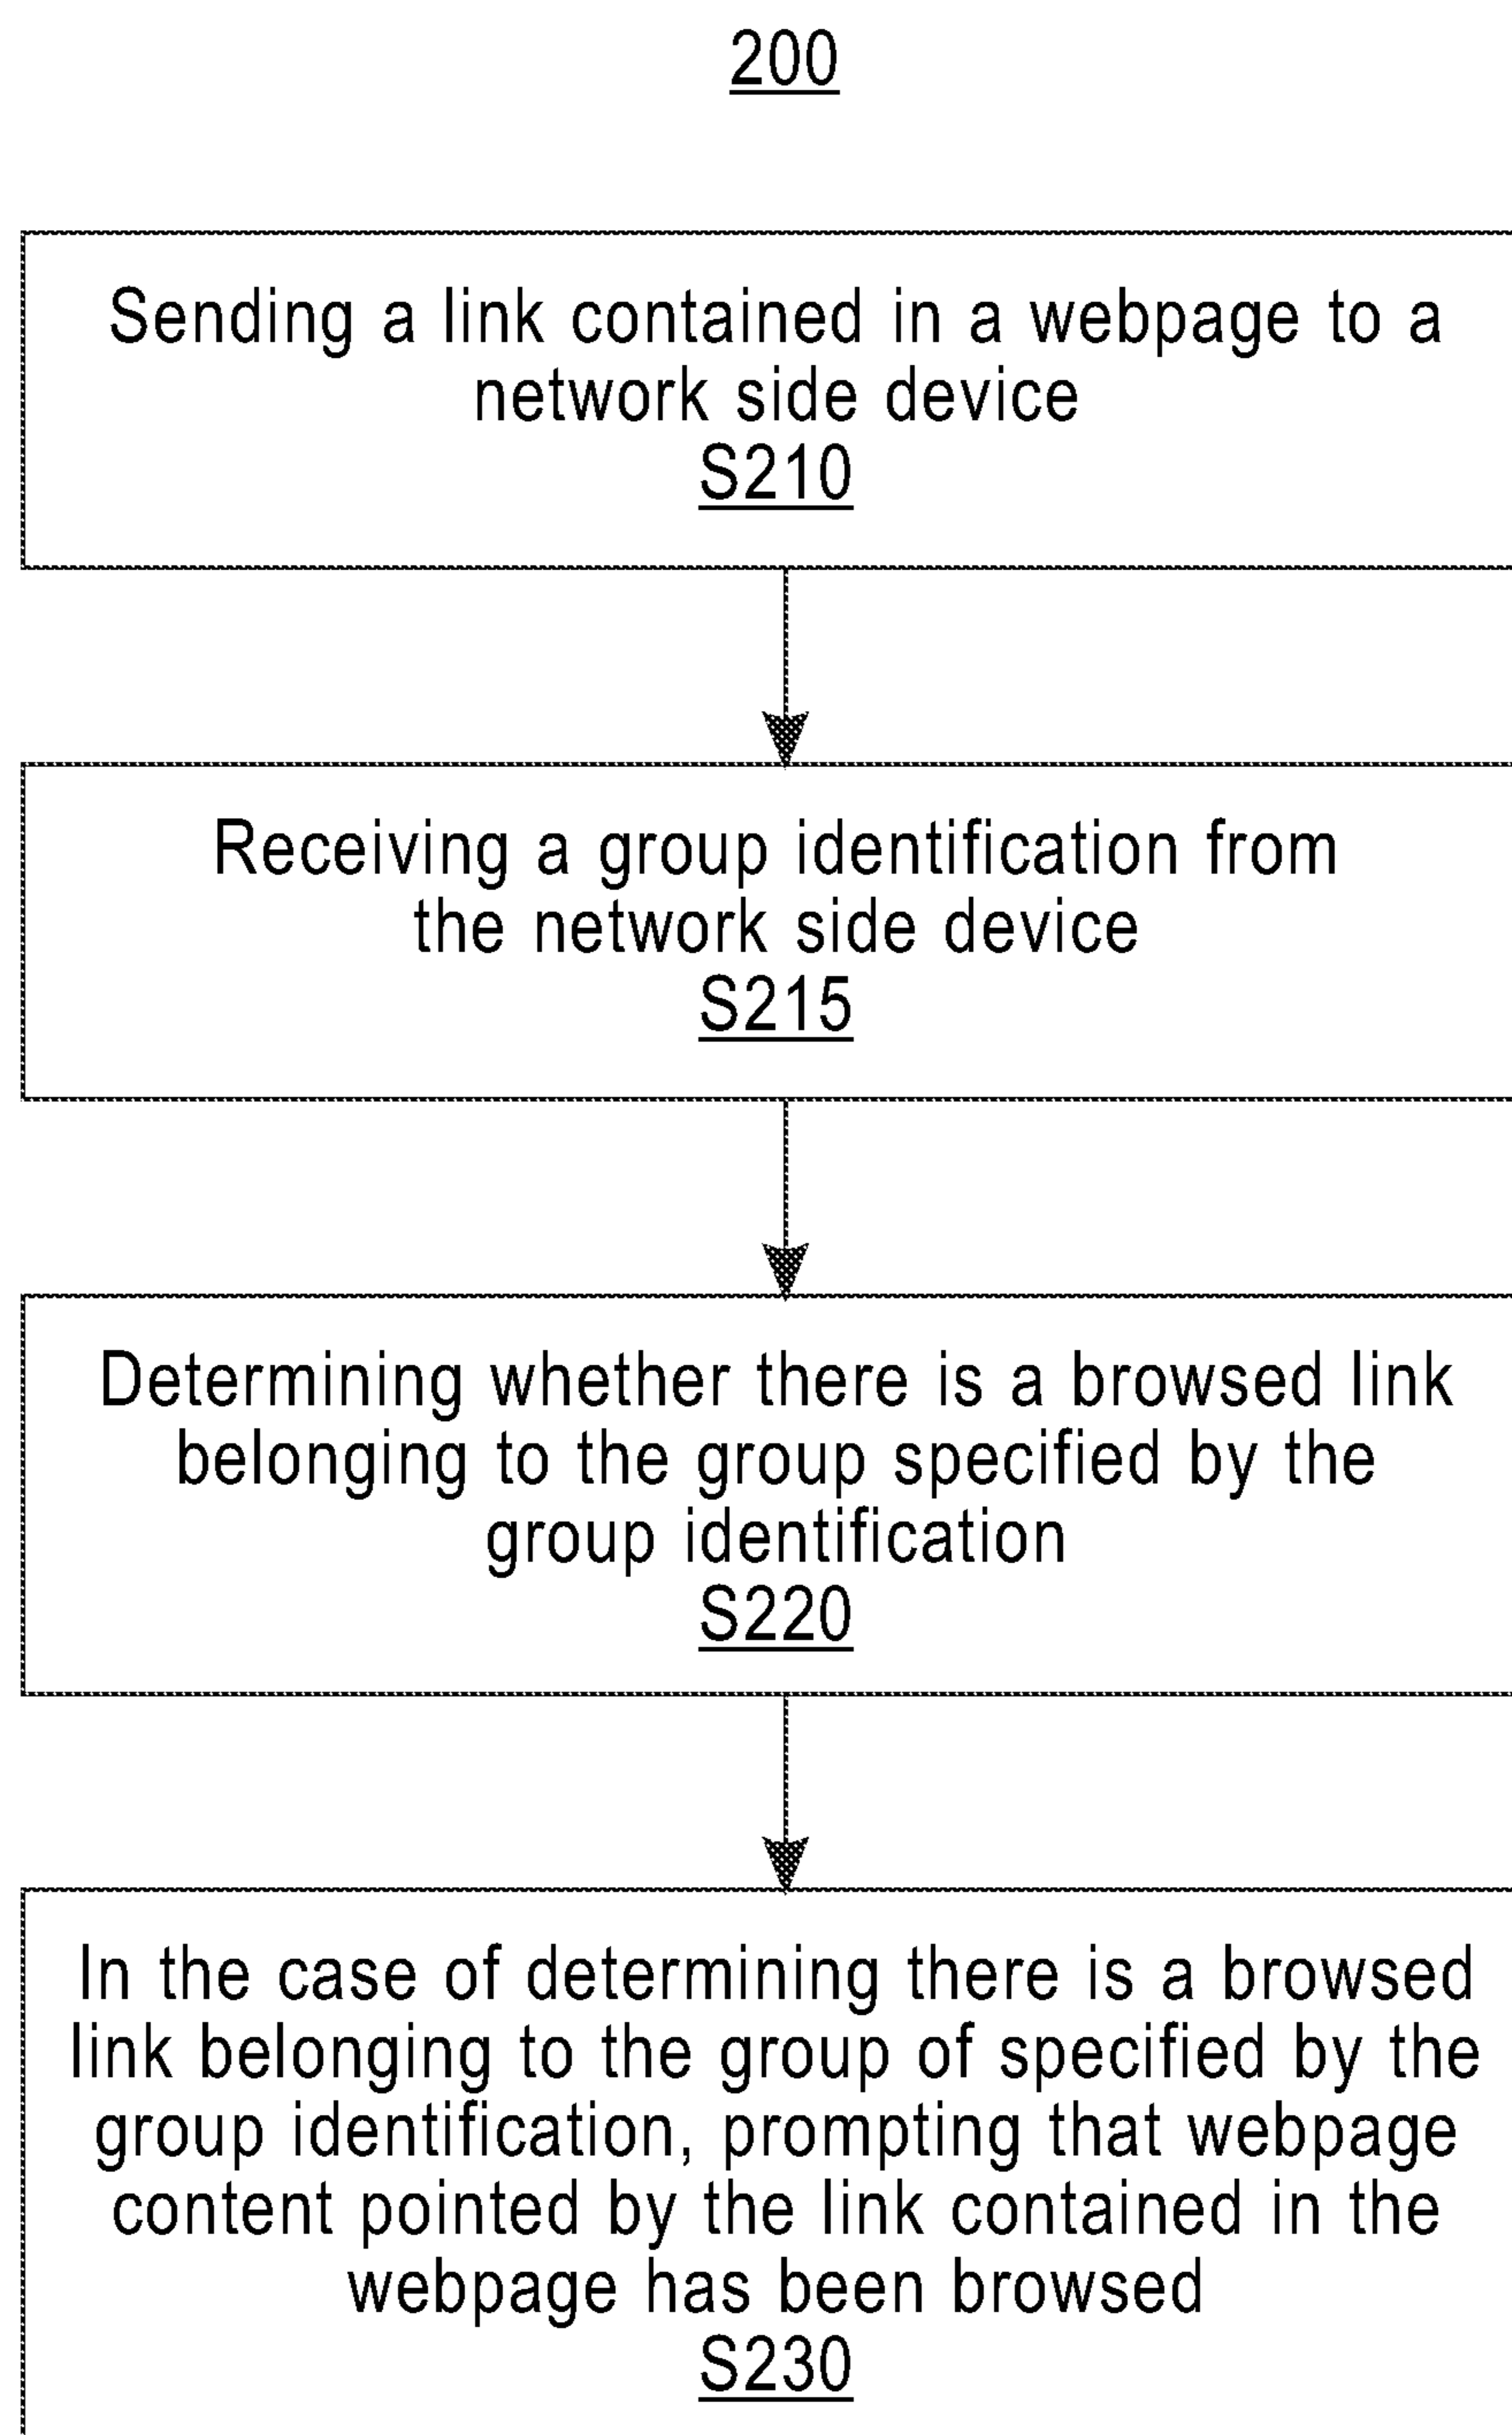 200
Sending a link contained in a webpage to a
network side device
S210
Receiving a group identification from
the network side device
S215
Determining whether there is a browsed link
belonging to the group specified by the
group identification
S220
In the case of determining there is a browsed
link belonging to the group of specified by the
group identification, prompting that webpage
content pointed by the link contained in the
webpage has been browsed
S230